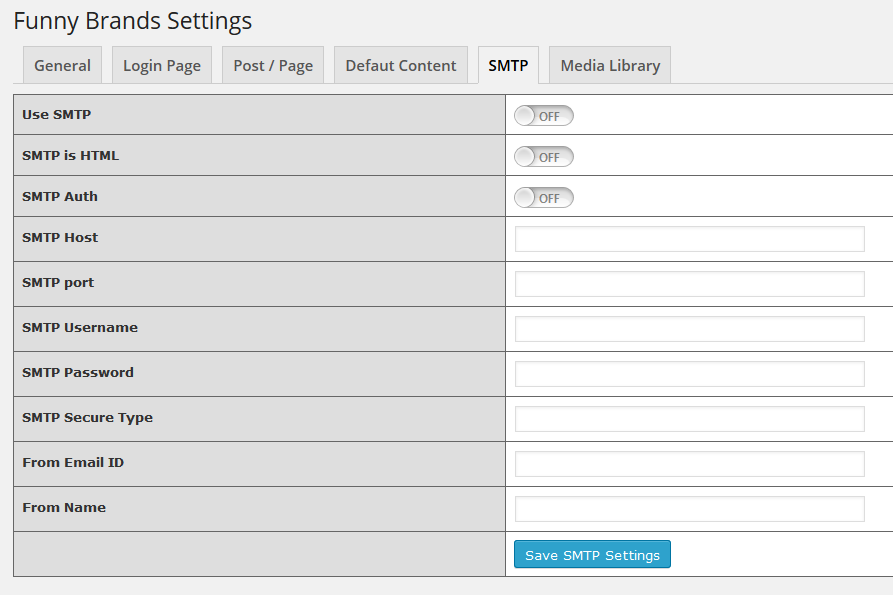 Funny Brands Settings
General Login Page Post / Page Defaut Content SMTP Media Library
Use SMTP OFF
SMTP is HTML OFF
SMTP Auth OFF
SMTP Host
SMTP port
SMTP Username
SMTP Password
SMTP Secure Type
From Email ID
From Name
Save SMTP Settings